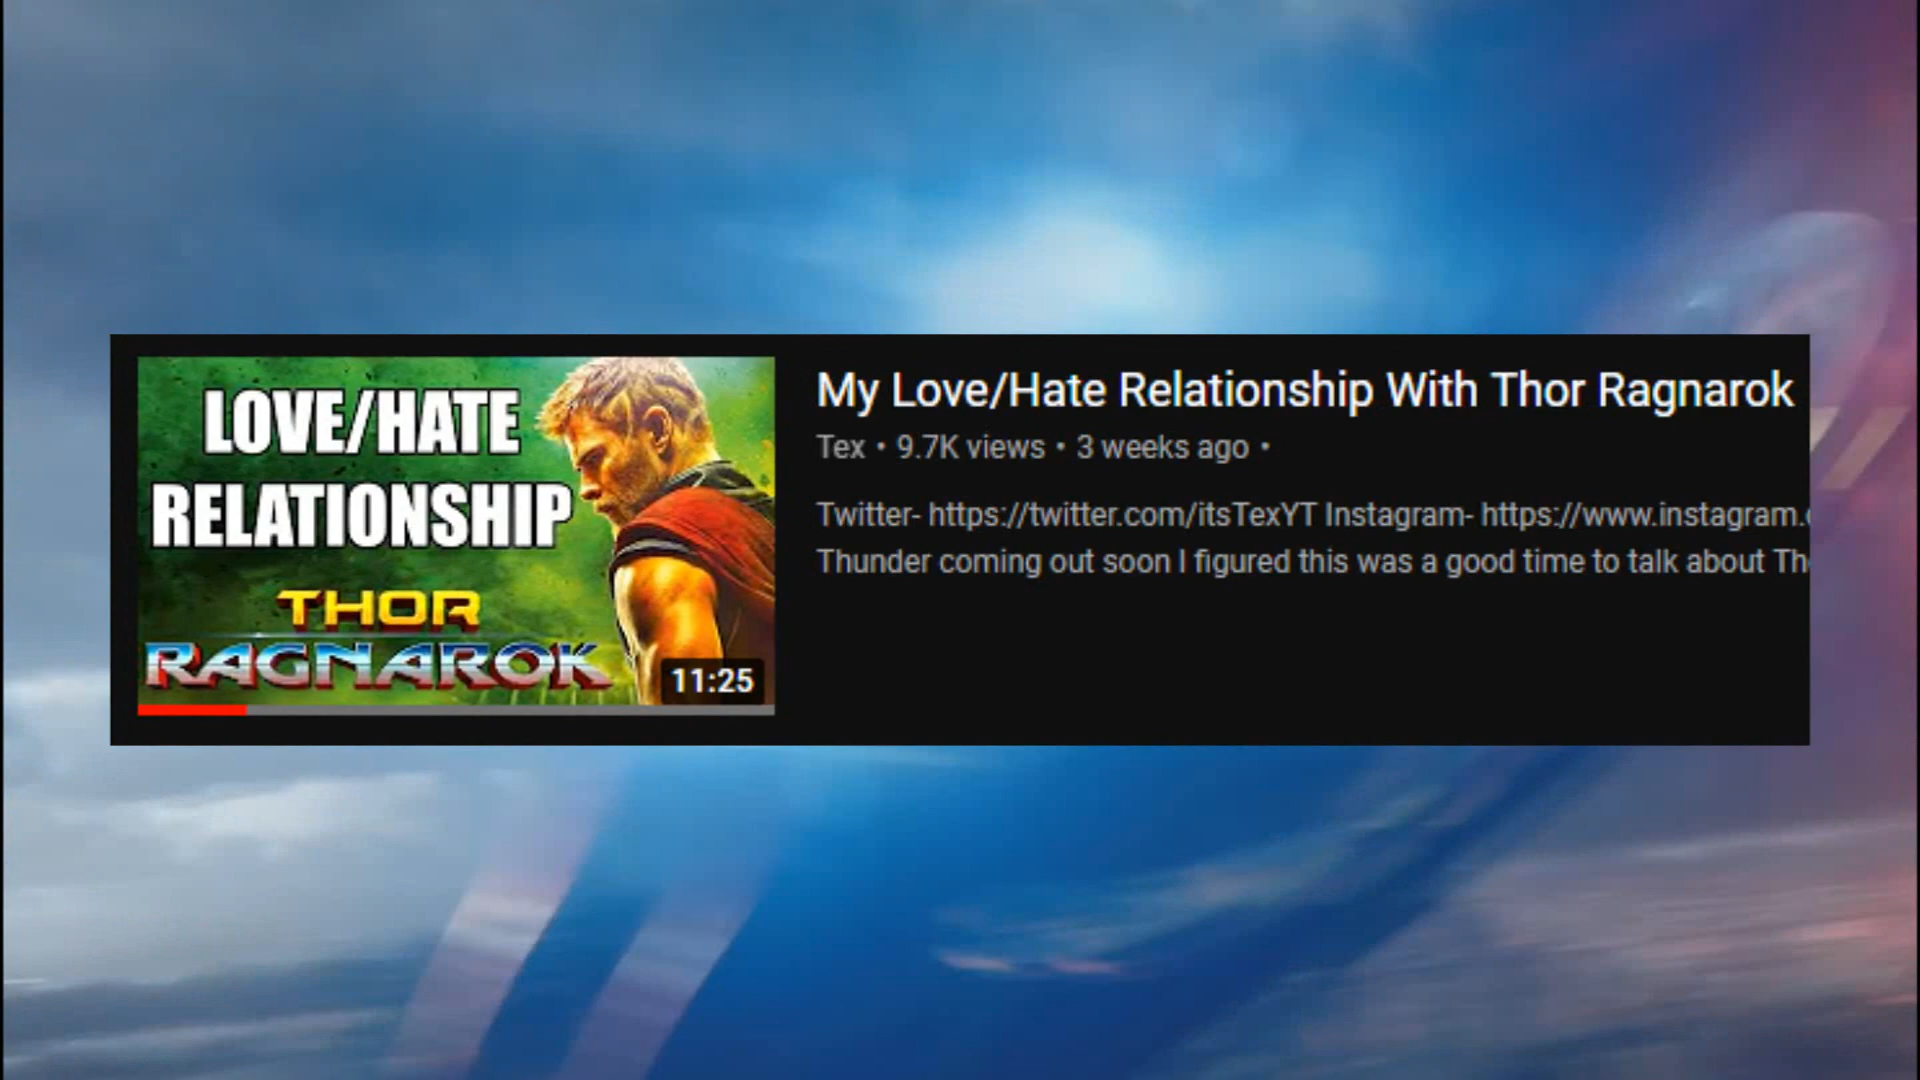 LOVE/HATE
RELATIONSHIP
THOR
RAGNAROK
11:25
My Love/Hate Relationship With Thor Ragnarok
Tex • 9.7K views • 3 weeks ago •
Twitter- https://twitter.com/itsTexYT Instagram- https://www.instagram.
Thunder coming out soon I figured this was a good time to talk about Th